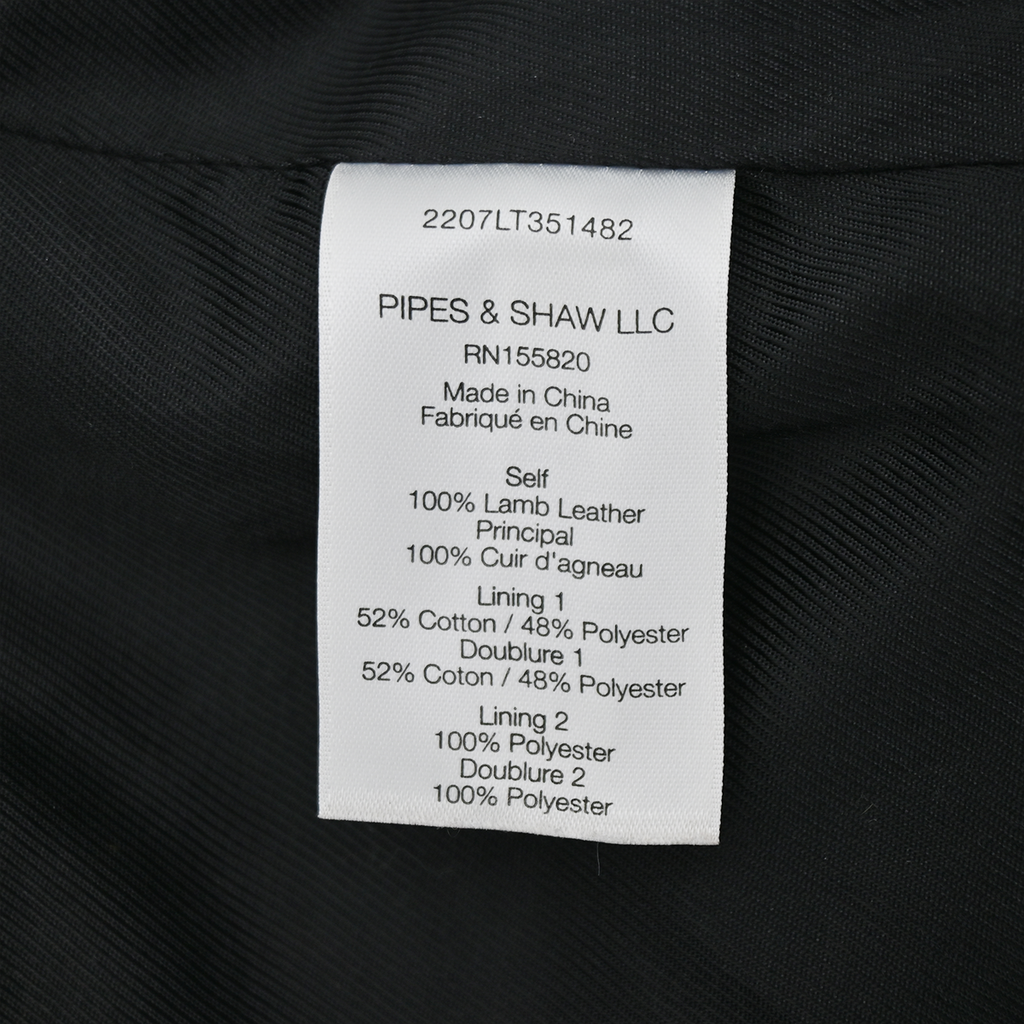 2207LT351482
PIPES & SHAW LLC
RN155820
Made in China
Fabriqué en Chine
Self
100% Lamb Leather
Principal
100% Cuir d'agneau
Lining 1
52% Cotton / 48% Polyester
Doublure 1
52% Coton / 48% Polyester
Lining 2
100% Polyester
Doublure 2
100% Polyester